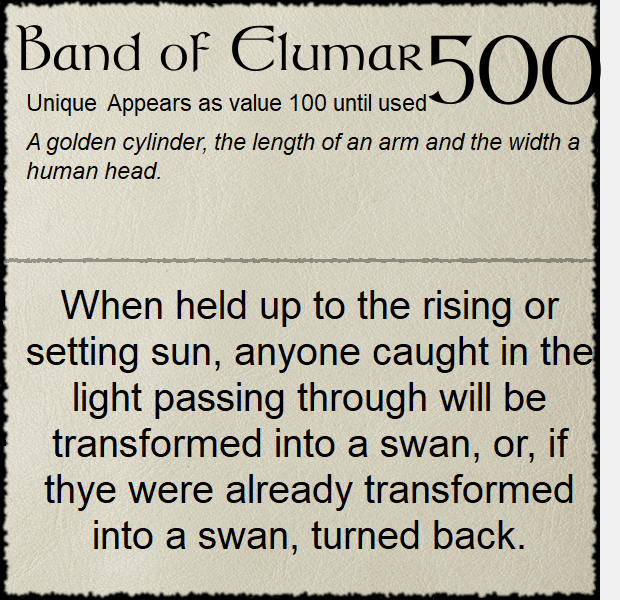 Band of Elumar 500
Unique Appears as value 100 until used
A golden cylinder, the length of an arm and the width a
human head.
When held up to the rising or
setting sun, anyone caught in the
light passing through will be
transformed into a swan, or, if
thye were already transformed
into a swan, turned back.